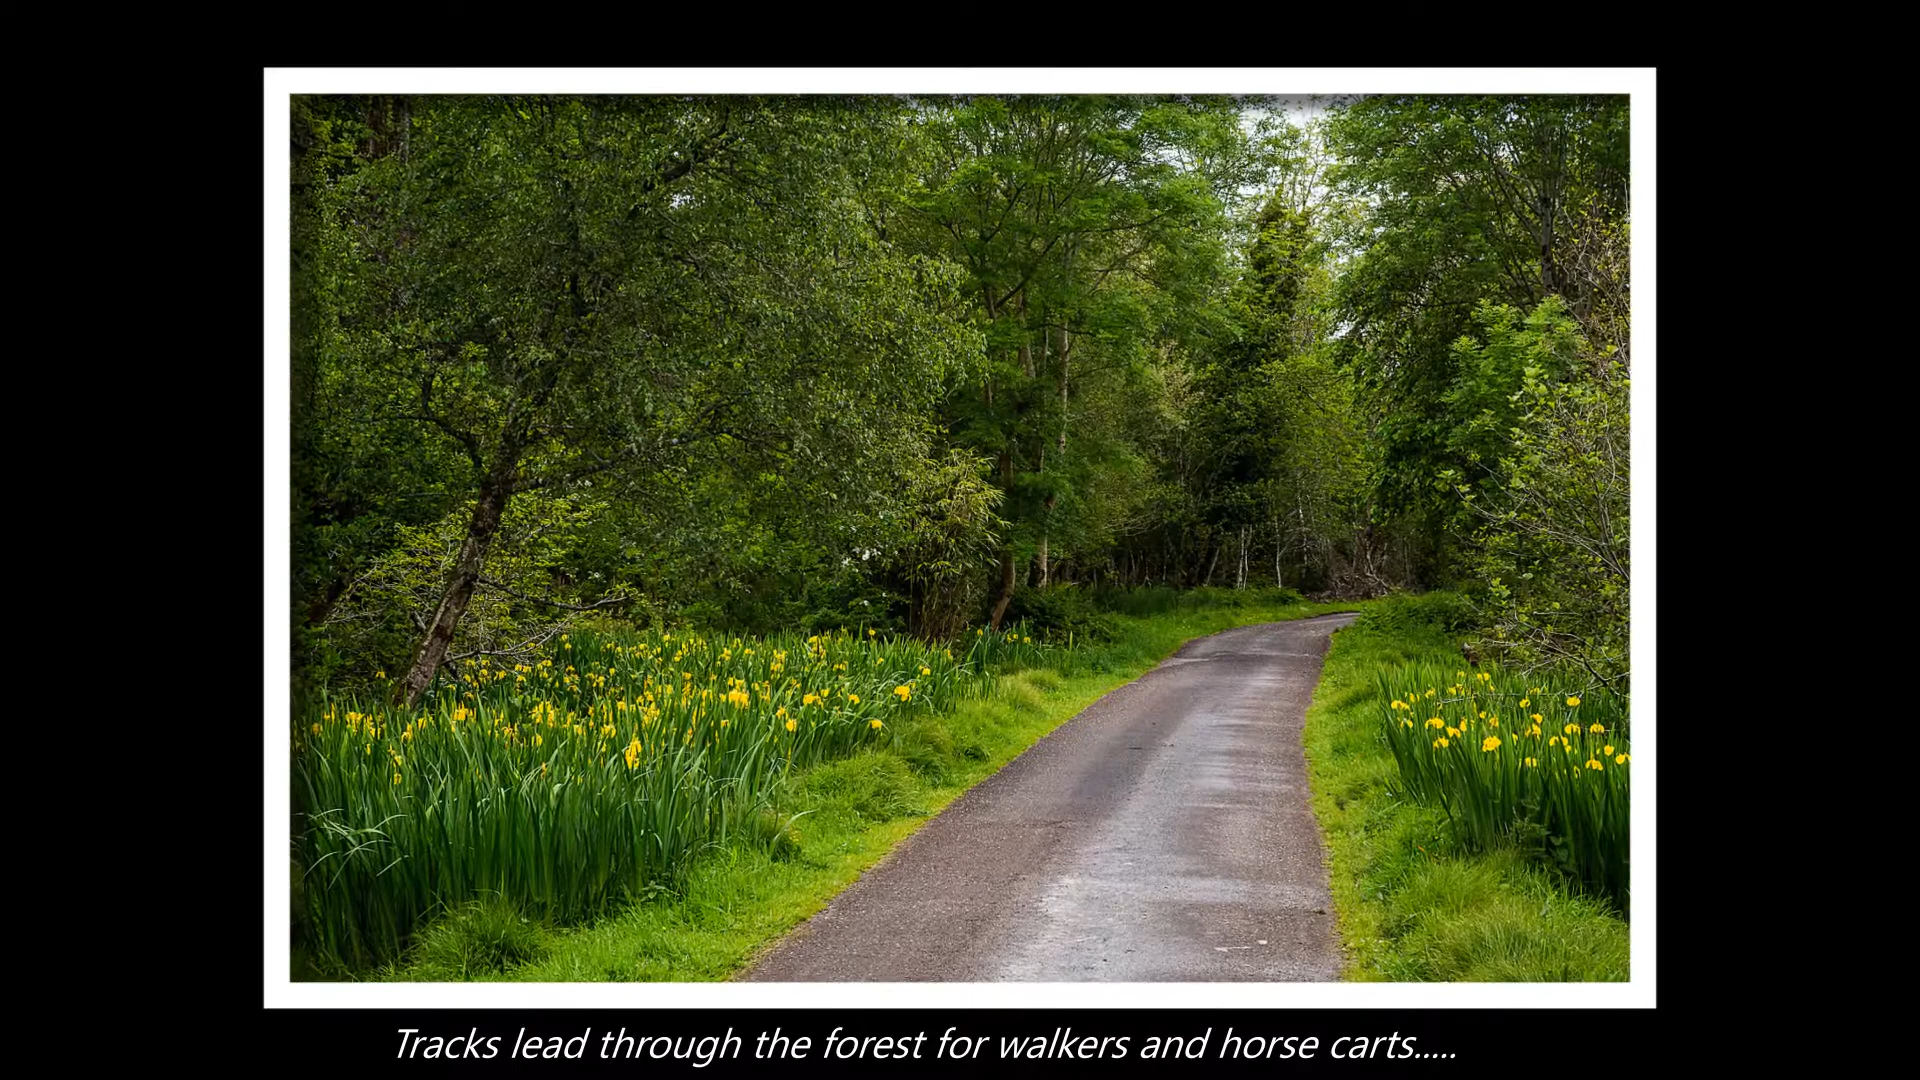 Tracks lead through the forest for walkers and horse carts.....